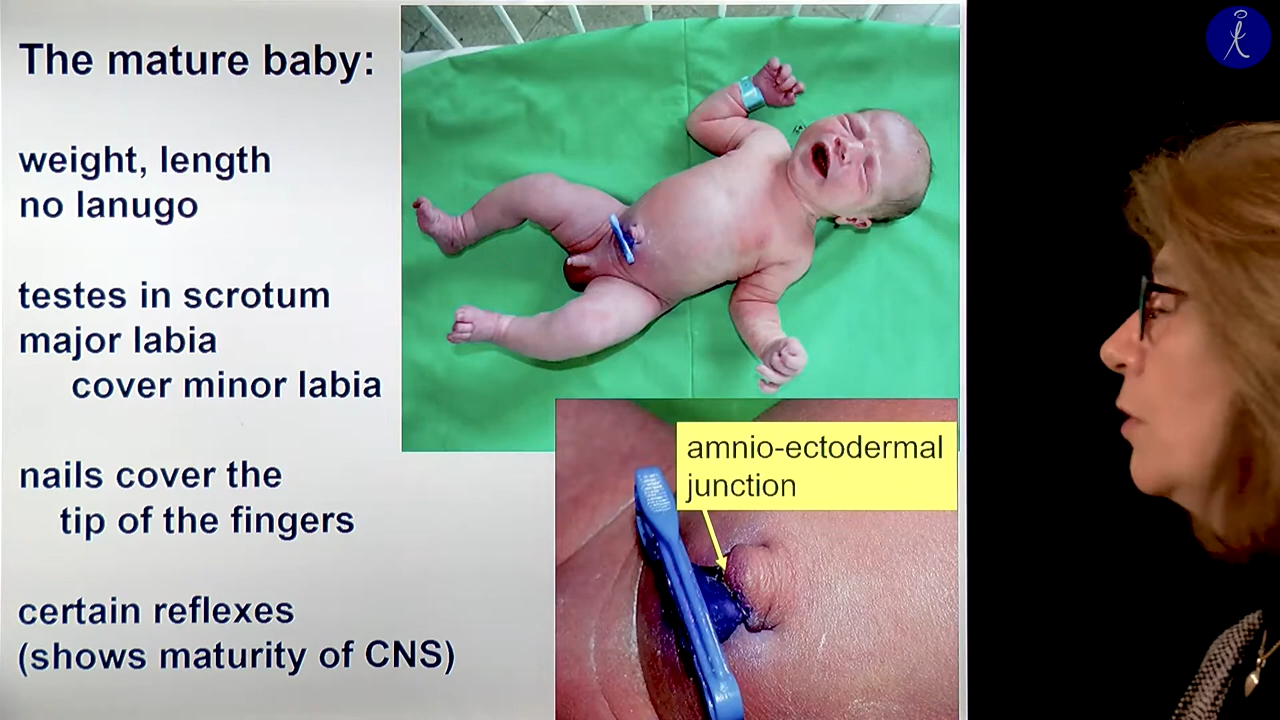 The mature baby:
weight, length
no lanugo
testes in scrotum
major labia
cover minor labia
nails cover the
tip of the fingers
certain reflexes
(shows maturity of CNS)
amnio-ectodermal
junction